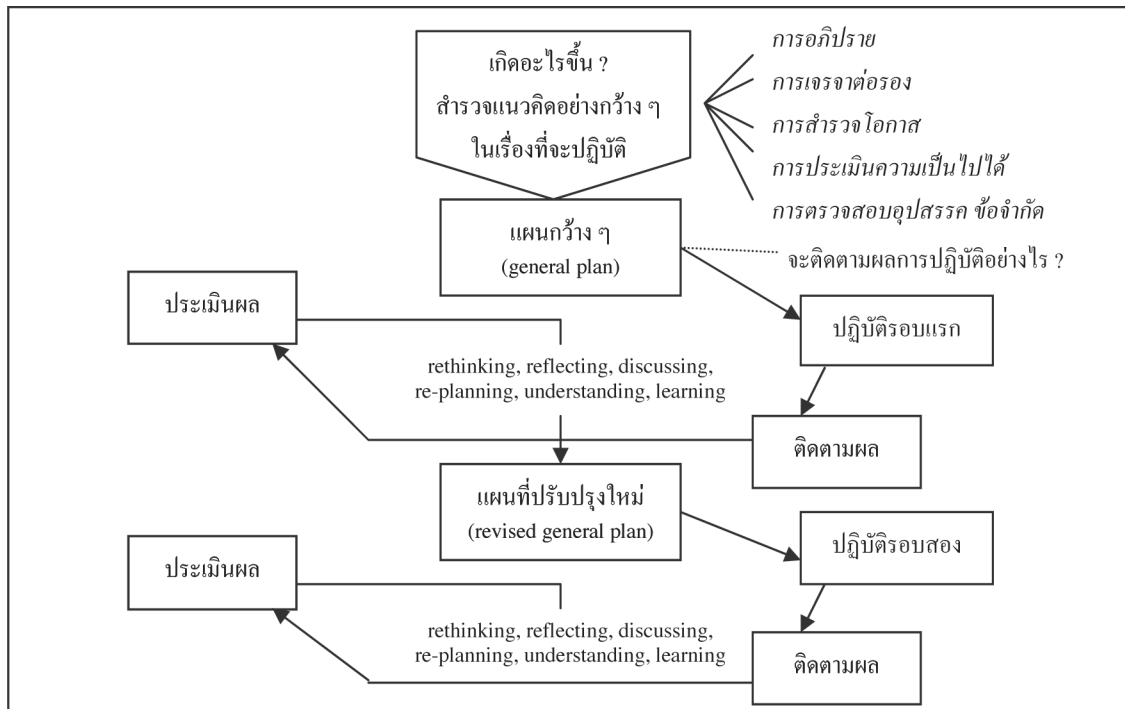 เกิดอะไรขึ้น ?
สำรวจแนวคิดอย่างกว้าง ๆ
ในเรื่องที่จะปฏิบัติ
การอภิปราย
การเจรจาต่อรอง
การสำรวจโอกาส
การประเมินความเป็นไปได้
การตรวจสอบอุปสรรค ข้อจำกัด
แผนกว้าง ๆ
(general plan)
จะติดตามผลการปฏิบัติอย่างไร ?
ประเมินผล
ปฏิบัติรอบแรก
rethinking, reflecting, discussing,
re-planning, understanding, learning
ติดตามผล
แผนที่ปรับปรุงใหม่
(revised general plan)
ปฏิบัติรอบสอง
ประเมินผล
rethinking, reflecting, discussing,
re-planning, understanding, learning
ติดตามผล